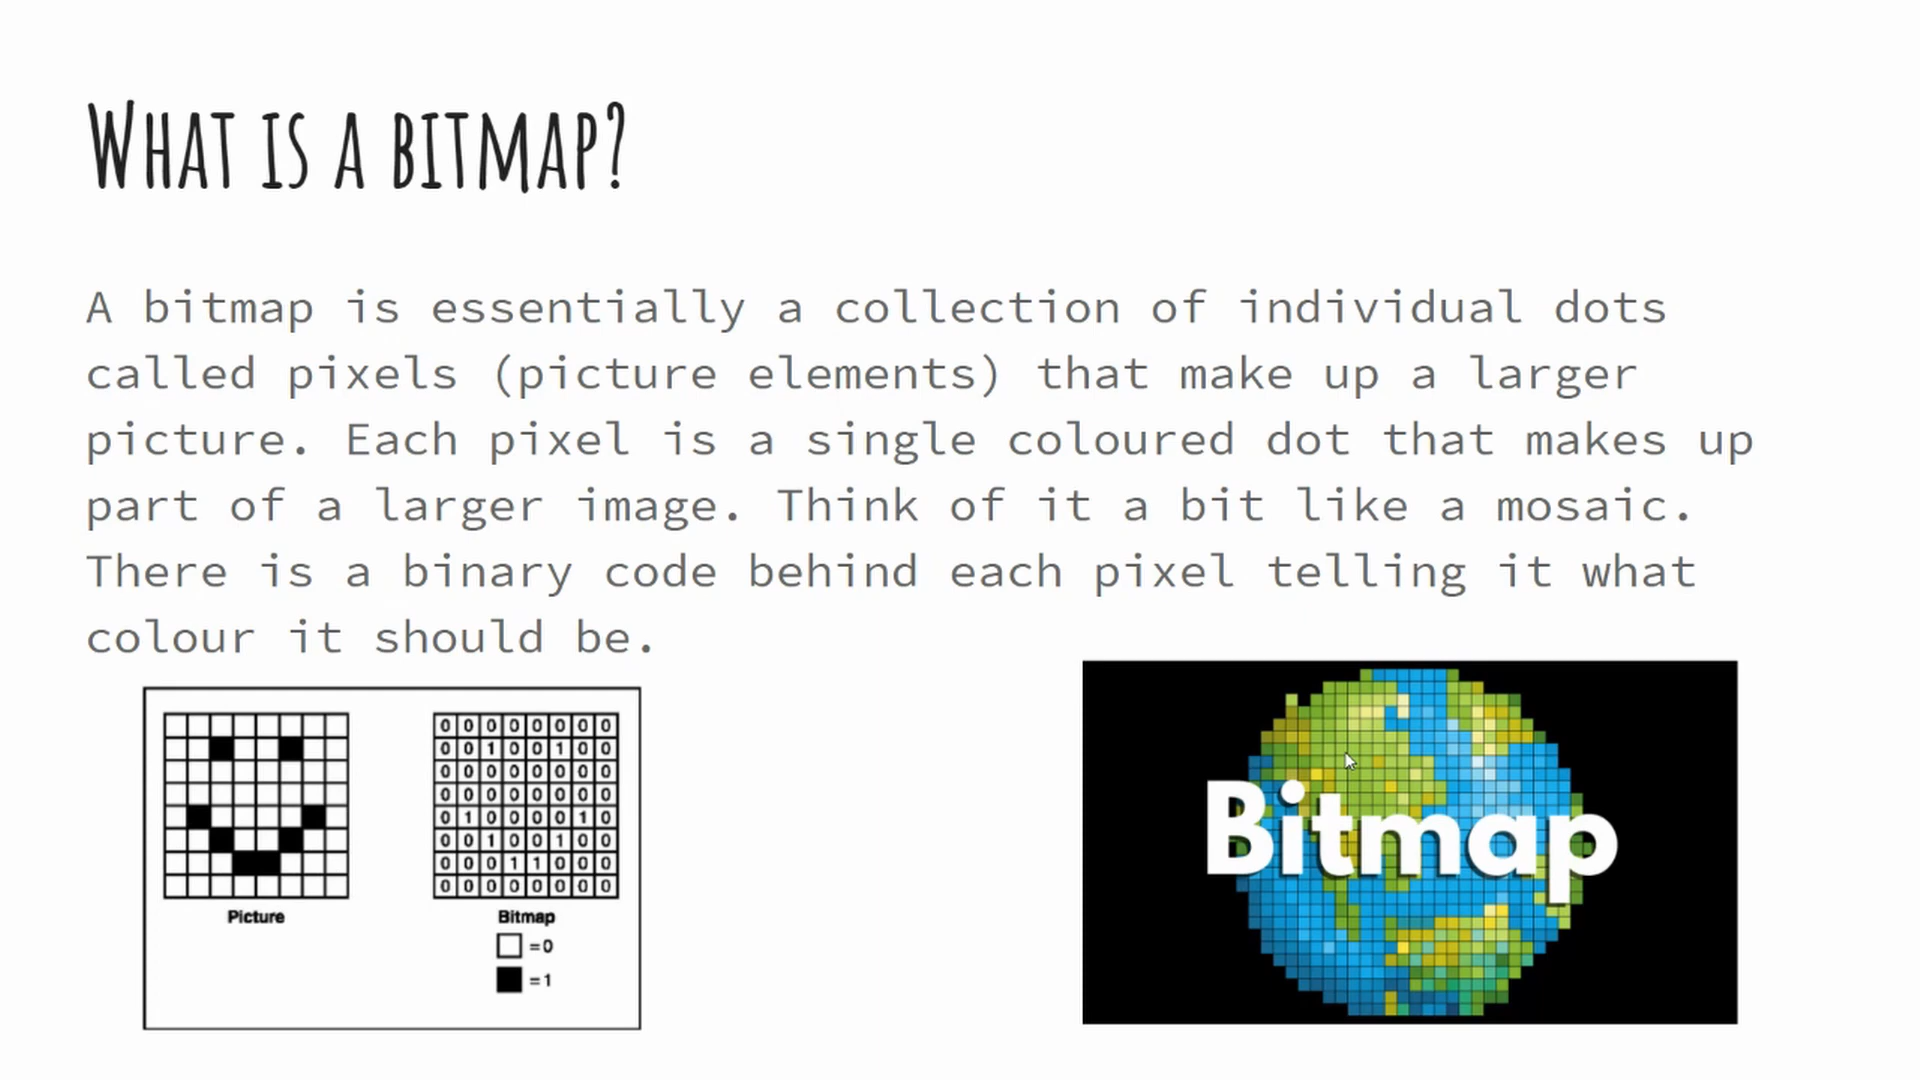 WHAT IS A BITMAP?
A bitmap is essentially a collection of individual dots
called pixels (picture elements) that make up a larger
picture. Each pixel is a single coloured dot that makes up
part of a larger image. Think of it a bit like a mosaic.
There is a binary code behind each pixel telling it what
colour it should be.
0 0 0 0 0 0 0 0
0 0 1 0 0 1 0 0
0 0 0 0 0 0 0 0
0 0 0 0 0 0 0 0
0 1 0 0 0 0 1 0
0 0 1 0 0 1 0 0
0 0 0 1 1 0 0 0
0 0 0 0 0 0 0 0
Picture
Bitmap
=0
=1
Bitmap